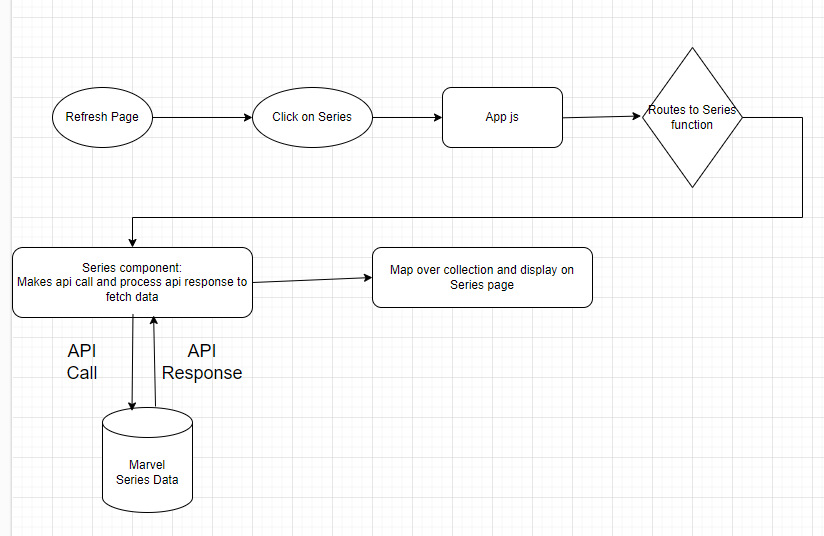 Refresh Page
Click on Series
App js
Routes to Series
function
Series component:
Makes api call and process api response to
fetch data
Map over collection and display on
Series page
API
Call
API
Response
Marvel
Series Data